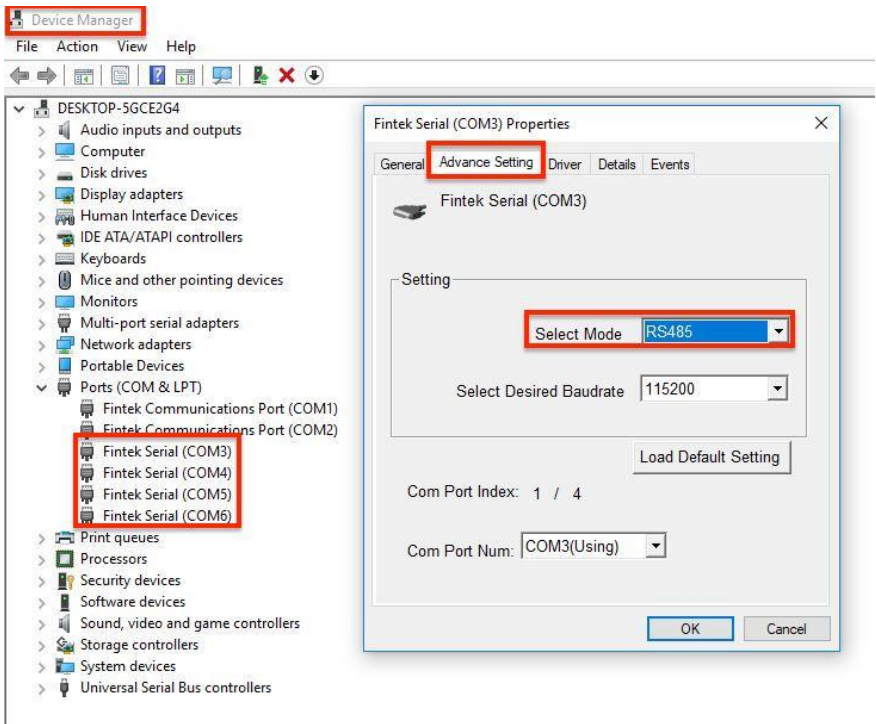 Device Manager
File Action View Help
DESKTOP-5GCE2G4
Audio inputs and outputs
Computer
Disk drives
Display adapters
Human Interface Devices
IDE ATA/ATAPI controllers
Keyboards
Mice and other pointing devices
Monitors
Multi-port serial adapters
Network adapters
Portable Devices
Ports (COM & LPT)
Fintek Communications Port (COM1)
Fintek Communications Port (COM2)
Fintek Serial (COM3)
Fintek Serial (COM4)
Fintek Serial (COM5)
Fintek Serial (COM6)
Print queues
Processors
Security devices
Software devices
Sound, video and game controllers
Storage controllers
System devices
Universal Serial Bus controllers
Fintek Serial (COM3) Properties
General Advance Setting Driver Details Events
Fintek Serial (COM3)
Setting
Select Mode RS485
Select Desired Baudrate 115200
Load Default Setting
Com Port Index: 1 / 4
Com Port Num: COM3(Using)
OK Cancel